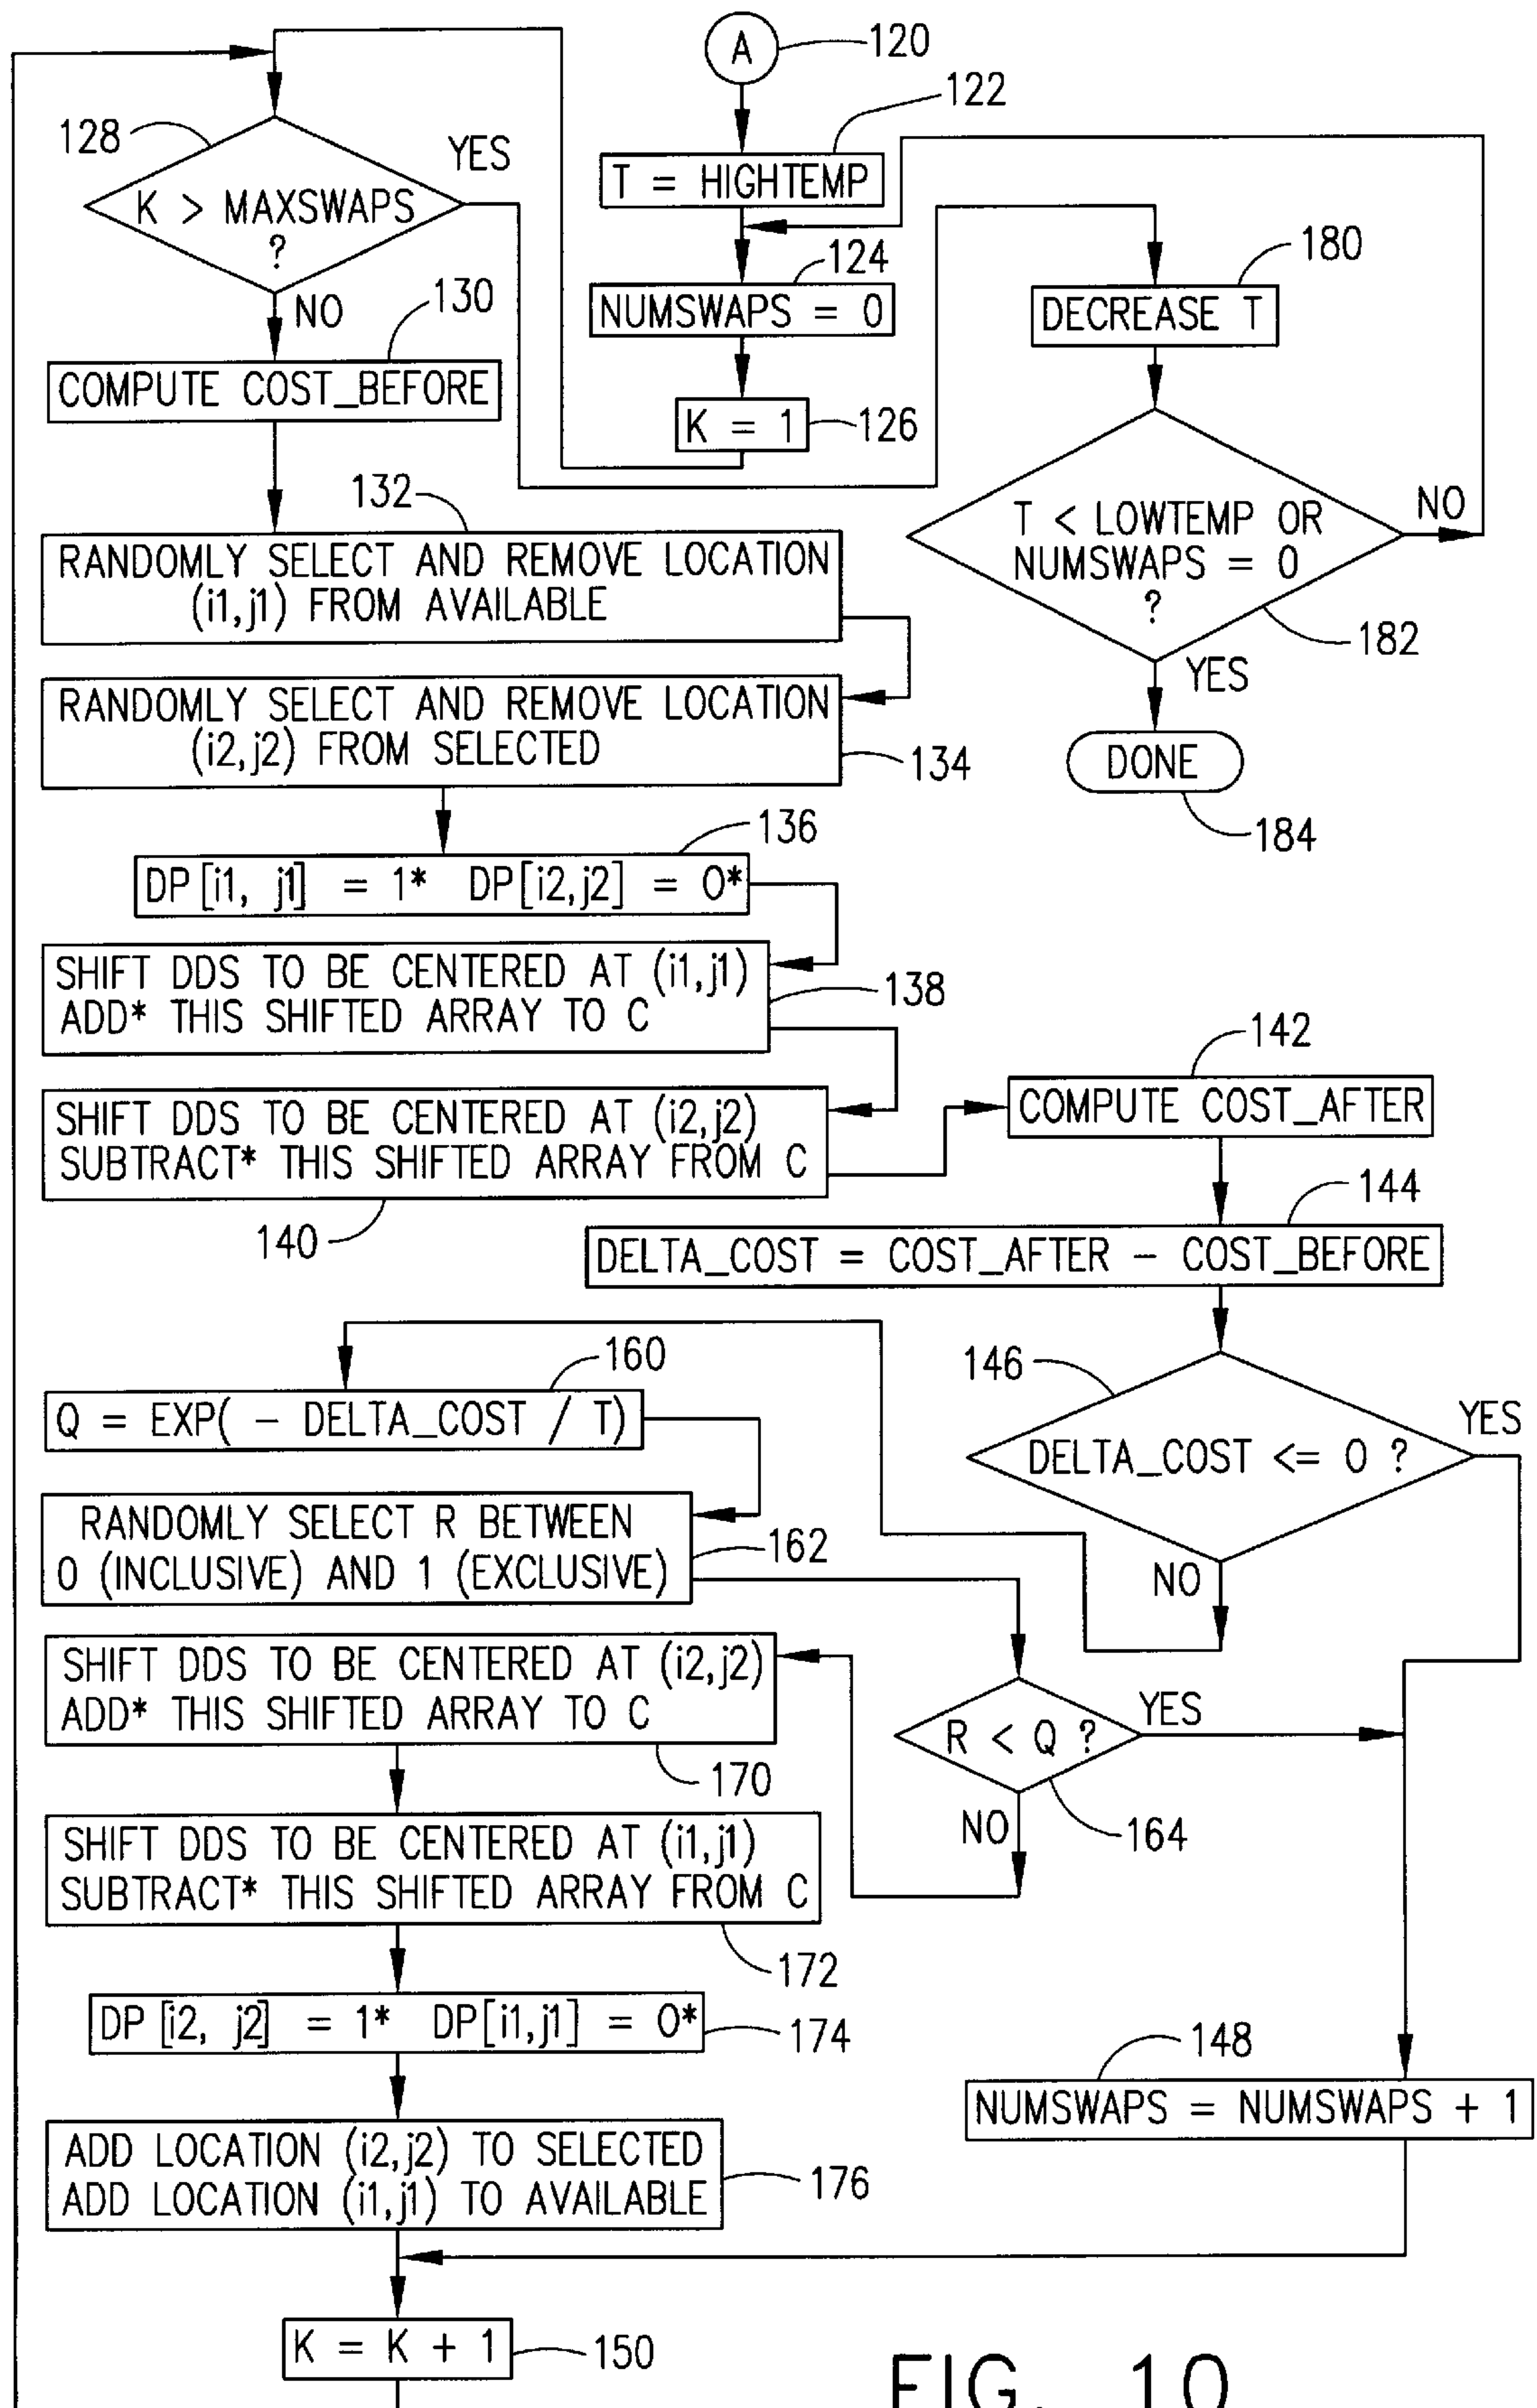 A
120
122
T = HIGHTEMP
124
NUMSWAPS = 0
K = 1
126
128
K > MAXSWAPS
?
YES
NO
130
COMPUTE COST_BEFORE
132
RANDOMLY SELECT AND REMOVE LOCATION
(i1,j1) FROM AVAILABLE
RANDOMLY SELECT AND REMOVE LOCATION
(i2,j2) FROM SELECTED
134
136
DP[i1, j1] = 1* DP[i2,j2] = 0*
SHIFT DDS TO BE CENTERED AT (i1,j1)
ADD* THIS SHIFTED ARRAY TO C
138
SHIFT DDS TO BE CENTERED AT (i2,j2)
SUBTRACT* THIS SHIFTED ARRAY FROM C
140
142
COMPUTE COST_AFTER
144
DELTA_COST = COST_AFTER - COST_BEFORE
146
DELTA_COST <= 0 ?
YES
NO
160
Q = EXP( - DELTA_COST / T)
RANDOMLY SELECT R BETWEEN
0 (INCLUSIVE) AND 1 (EXCLUSIVE)
162
R < Q ?
YES
NO
164
SHIFT DDS TO BE CENTERED AT (i2,j2)
ADD* THIS SHIFTED ARRAY TO C
170
SHIFT DDS TO BE CENTERED AT (i1,j1)
SUBTRACT* THIS SHIFTED ARRAY FROM C
172
DP [i2, j2] = 1* DP[i1,j1] = 0*
174
ADD LOCATION (i2,j2) TO SELECTED
ADD LOCATION (i1,j1) TO AVAILABLE
176
148
NUMSWAPS = NUMSWAPS + 1
K = K + 1
150
180
DECREASE T
T < LOWTEMP OR
NUMSWAPS = 0
?
NO
182
YES
DONE
184
FIG. 10